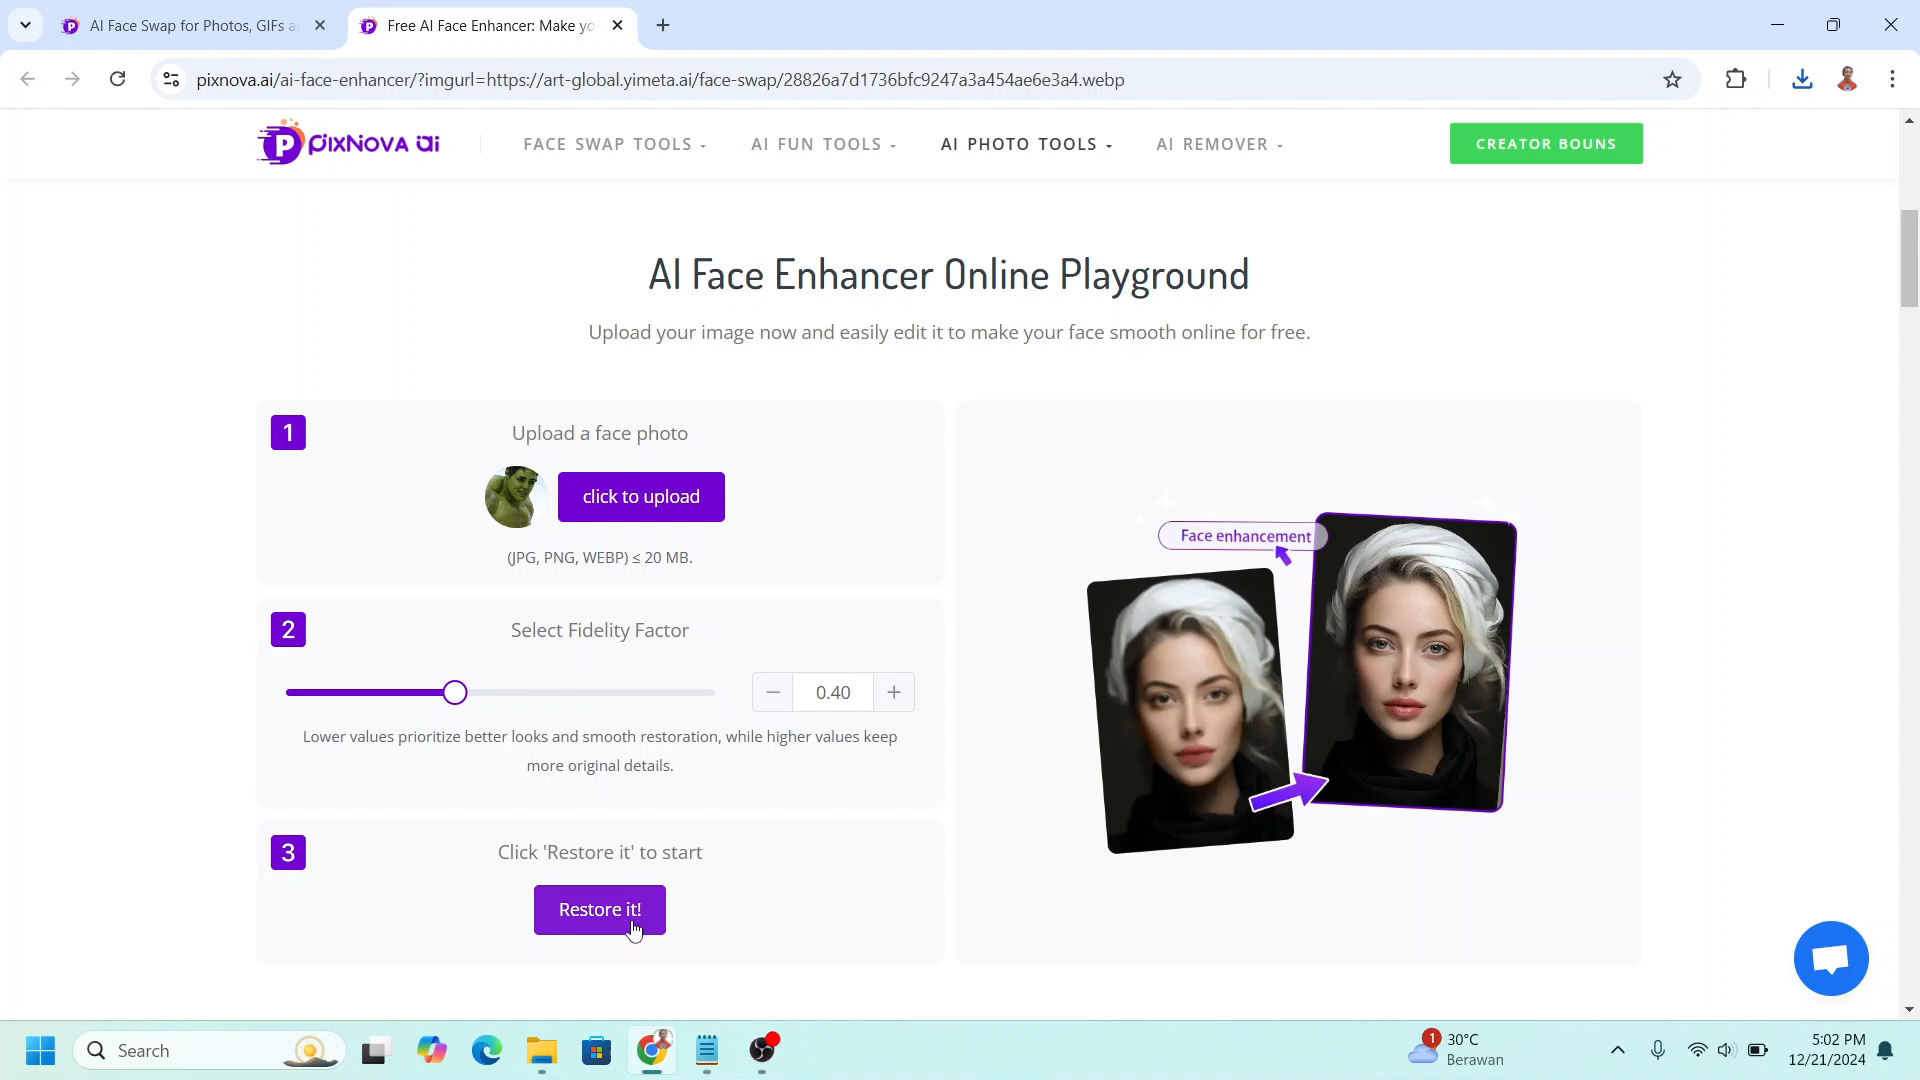 AI Face Swap for Photos, GIFs a
Free AI Face Enhancer: Make yo
pixnova.ai/ai-face-enhancer/?imgurl=https://art-global.yimeta.ai/face-swap/28826a7d1736bfc9247a3a454ae6e3a4.webp
P PixNova ai
FACE SWAP TOOLS
AI FUN TOOLS
AI PHOTO TOOLS
AI REMOVER
CREATOR BOUNS
AI Face Enhancer Online Playground
Upload your image now and easily edit it to make your face smooth online for free.
1
Upload a face photo
click to upload
(JPG, PNG, WEBP) ≤ 20 MB.
2
Select Fidelity Factor
0.40
Lower values prioritize better looks and smooth restoration, while higher values keep
more original details.
3
Click 'Restore it' to start
Restore it!
Face enhancement
Search
1
30°C
Berawan
5:02 PM
12/21/2024